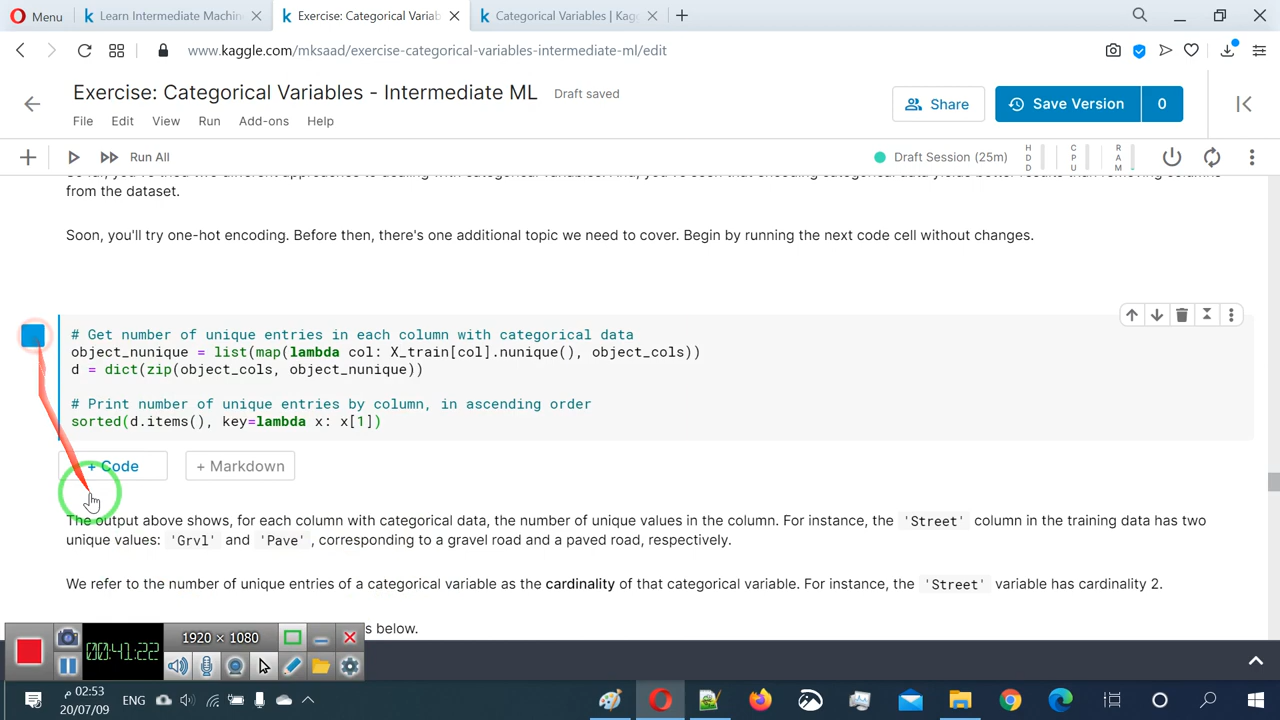 Menu
Learn Intermediate Machin
Exercise: Categorical Variab
Categorical Variables | Kagg
www.kaggle.com/mksaad/exercise-categorical-variables-intermediate-ml/edit
Exercise: Categorical Variables - Intermediate ML
Draft saved
Share
Save Version
0
File Edit View Run Add-ons Help
Run All
Draft Session (25m)
HDD
CPU
RAM
from the dataset.
Soon, you'll try one-hot encoding. Before then, there's one additional topic we need to cover. Begin by running the next code cell without changes.
# Get number of unique entries in each column with categorical data
object_nunique = list(map(lambda col: X_train[col].nunique(), object_cols))
d = dict(zip(object_cols, object_nunique))
# Print number of unique entries by column, in ascending order
sorted(d.items(), key=lambda x: x[1])
+ Code
+ Markdown
The output above shows, for each column with categorical data, the number of unique values in the column. For instance, the 'Street' column in the training data has two
unique values: 'Grvl' and 'Pave', corresponding to a gravel road and a paved road, respectively.
We refer to the number of unique entries of a categorical variable as the cardinality of that categorical variable. For instance, the 'Street' variable has cardinality 2.
s below.
00:41:22
1920 × 1080
ENG
02:53 م
20/07/09